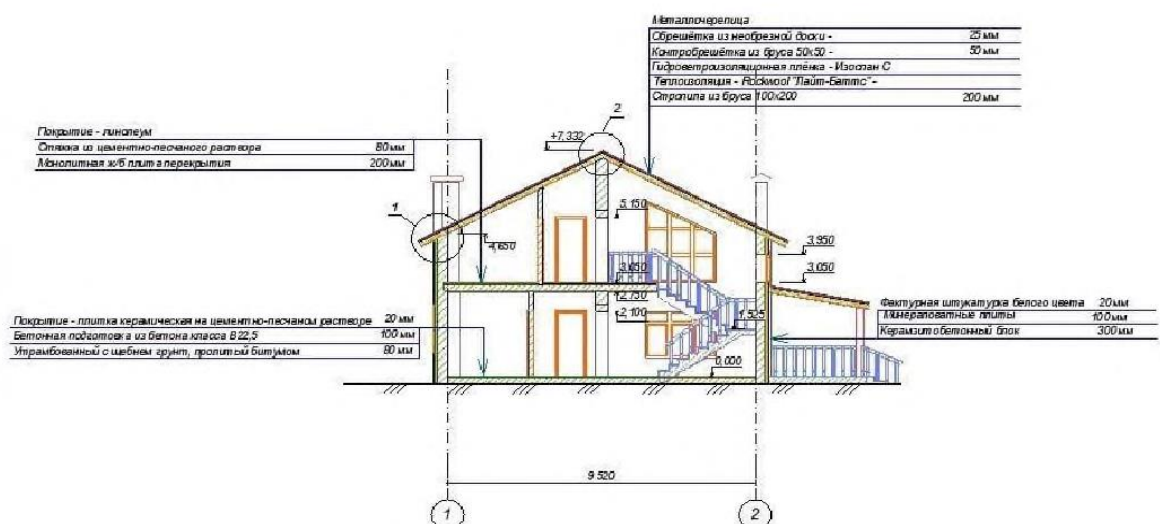 Металлочерепица
Обрешётка из необрезной доски - 25 мм
Контробрешётка из бруса 50х50 - 50 мм
Гидроветроизоляционная плёнка - Изоспан С
Теплоизоляция - Rockwool "Лайт-Баттс" -
Стропила из бруса 100х200 200 мм
2
+7,332
Покрытие - линолеум
Стяжка из цементно-песчаного раствора 80 мм
Монолитная ж/б плита перекрытия 200 мм
1
5,150
4,650
3,950
3,050
3,050
2,750
2,100
1,525
0,000
Фактурная штукатурка белого цвета 20 мм
Минераловатные плиты 100 мм
Керамзитобетонный блок 300 мм
Покрытие - плитка керамическая на цементно-песчаном растворе 20 мм
Бетонная подготовка из бетона класса В22,5 100 мм
Утрамбованный с щебнем грунт, пролитый битумом 80 мм
9 520
1
2